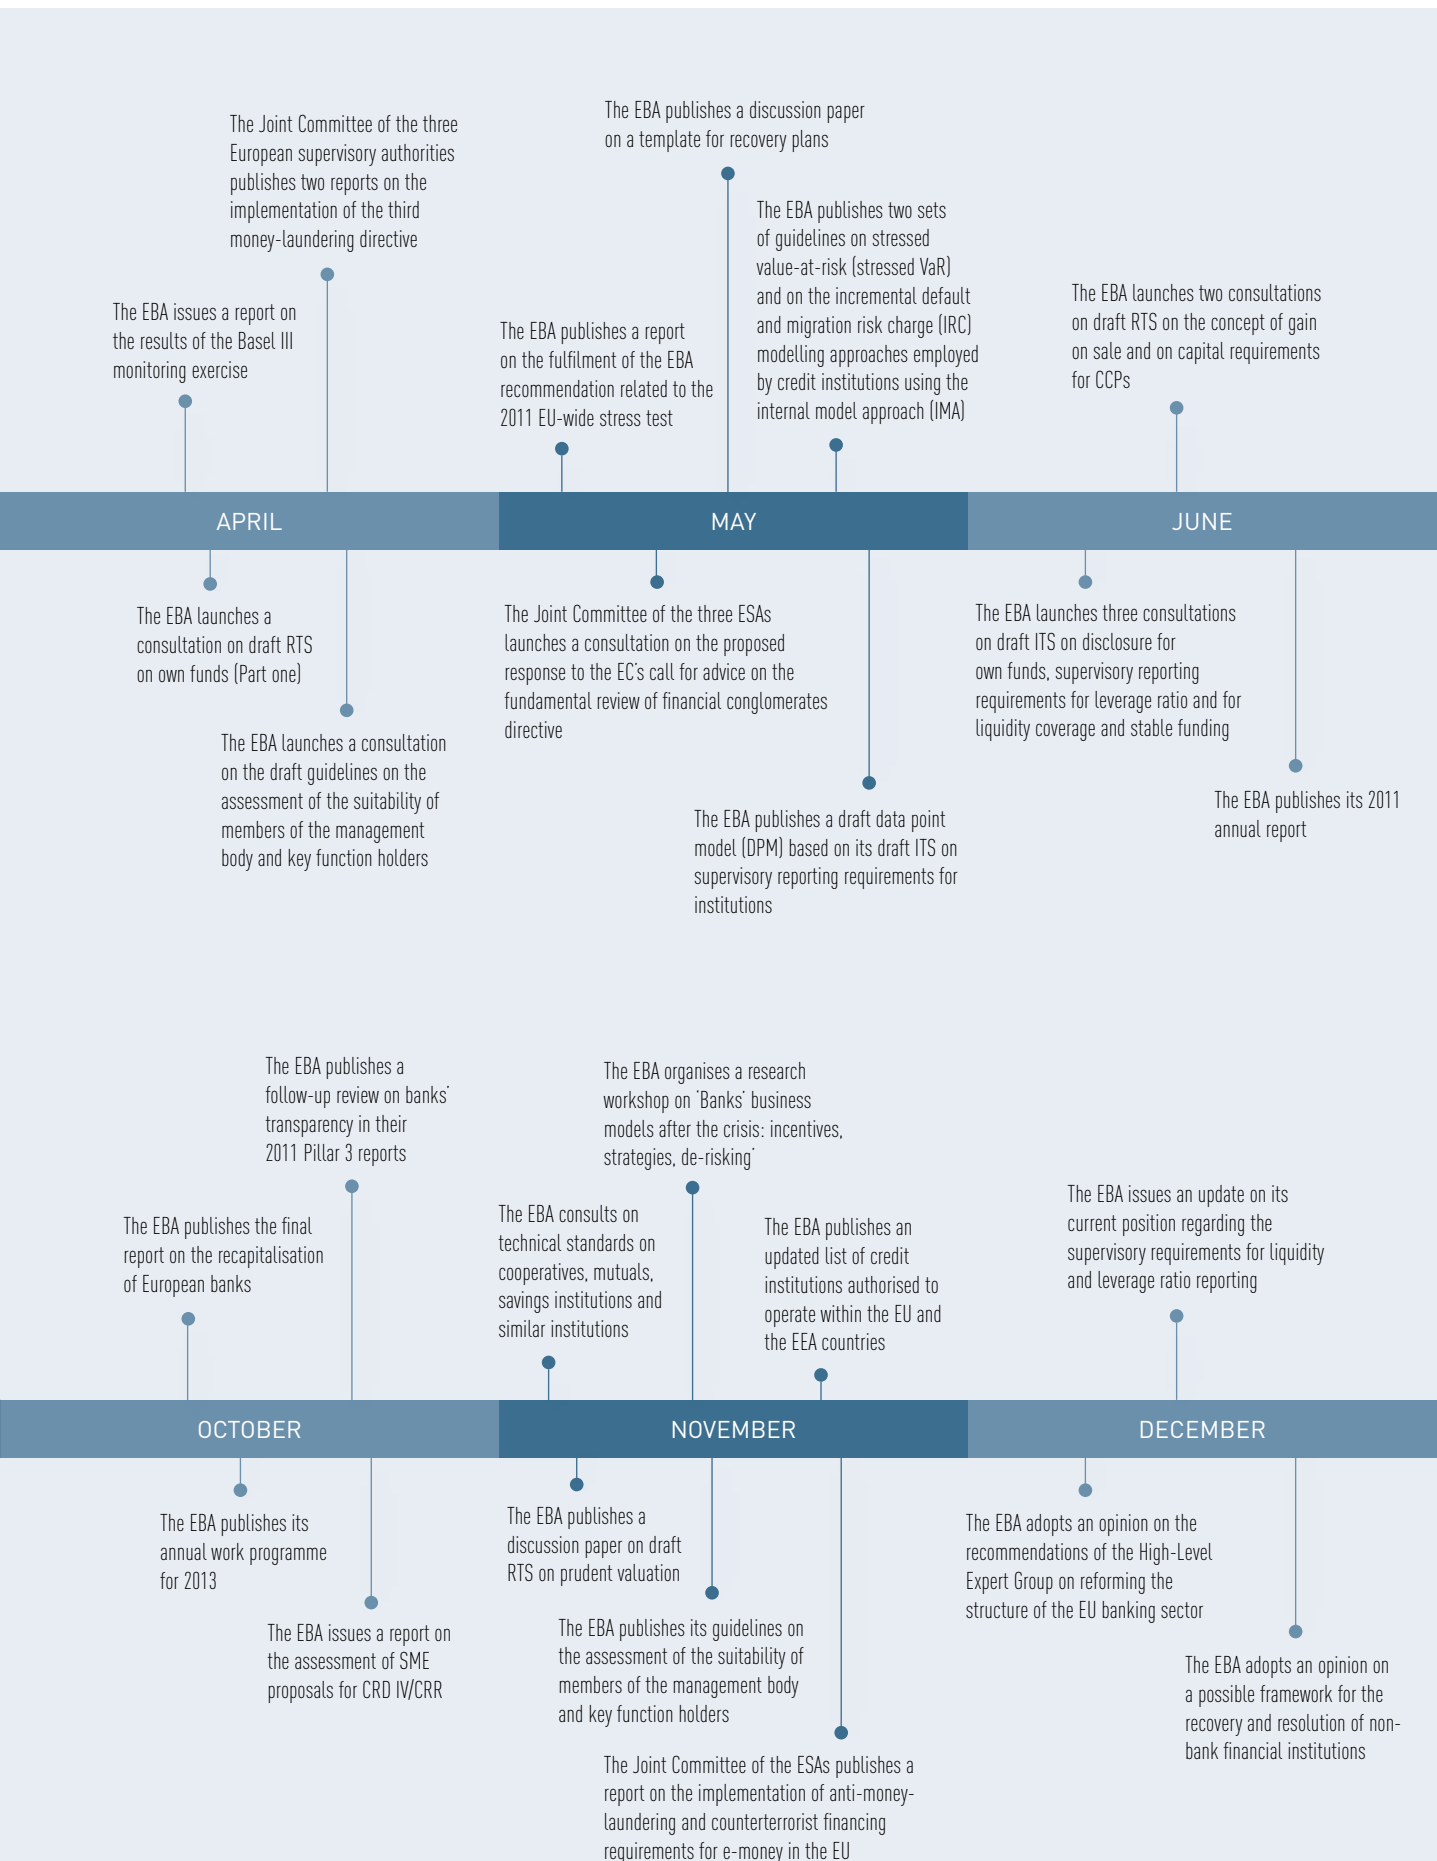 The Joint Committee of the three
European supervisory authorities
publishes two reports on the
implementation of the third
money-laundering directive
The EBA issues a report on
the results of the Basel III
monitoring exercise
The EBA publishes a discussion paper
on a template for recovery plans
The EBA publishes a report
on the fulfilment of the EBA
recommendation related to the
2011 EU-wide stress test
The EBA publishes two sets
of guidelines on stressed
value-at-risk (stressed VaR)
and on the incremental default
and migration risk charge (IRC)
modelling approaches employed
by credit institutions using the
internal model approach (IMA)
The EBA launches two consultations
on draft RTS on the concept of gain
on sale and on capital requirements
for CCPs
APRIL
MAY
JUNE
The EBA launches a
consultation on draft RTS
on own funds (Part one)
The EBA launches a consultation
on the draft guidelines on the
assessment of the suitability of
members of the management
body and key function holders
The Joint Committee of the three ESAs
launches a consultation on the proposed
response to the EC's call for advice on the
fundamental review of financial conglomerates
directive
The EBA publishes a draft data point
model (DPM) based on its draft ITS on
supervisory reporting requirements for
institutions
The EBA launches three consultations
on draft ITS on disclosure for
own funds, supervisory reporting
requirements for leverage ratio and for
liquidity coverage and stable funding
The EBA publishes its 2011
annual report
The EBA publishes a
follow-up review on banks'
transparency in their
2011 Pillar 3 reports
The EBA publishes the final
report on the recapitalisation
of European banks
The EBA organises a research
workshop on 'Banks' business
models after the crisis: incentives,
strategies, de-risking'
The EBA consults on
technical standards on
cooperatives, mutuals,
savings institutions and
similar institutions
The EBA publishes an
updated list of credit
institutions authorised to
operate within the EU and
the EEA countries
The EBA issues an update on its
current position regarding the
supervisory requirements for liquidity
and leverage ratio reporting
OCTOBER
NOVEMBER
DECEMBER
The EBA publishes its
annual work programme
for 2013
The EBA issues a report on
the assessment of SME
proposals for CRD IV/CRR
The EBA publishes a
discussion paper on draft
RTS on prudent valuation
The EBA publishes its guidelines on
the assessment of the suitability of
members of the management body
and key function holders
The Joint Committee of the ESAs publishes a
report on the implementation of anti-money-
laundering and counterterrorist financing
requirements for e-money in the EU
The EBA adopts an opinion on the
recommendations of the High-Level
Expert Group on reforming the
structure of the EU banking sector
The EBA adopts an opinion on
a possible framework for the
recovery and resolution of non-
bank financial institutions